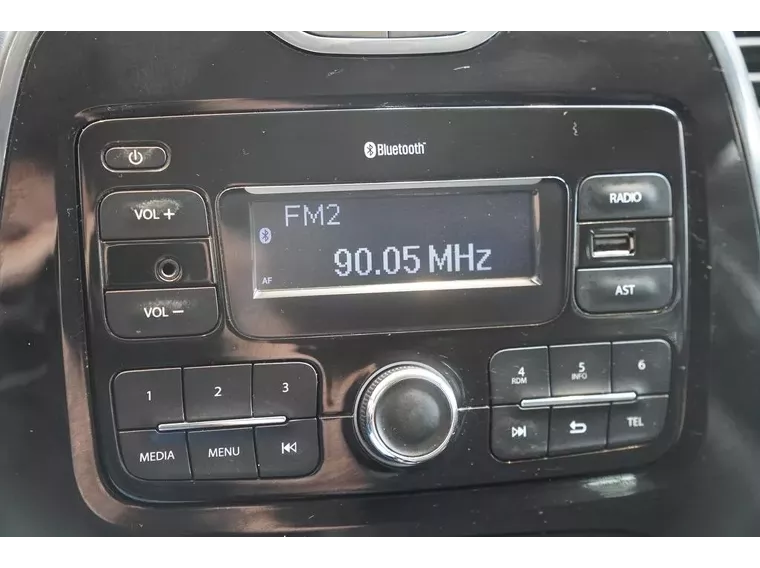 Bluetooth
VOL +
FM2
RADIO
90.05 MHz
AF
VOL −
AST
1
2
3
4
RDM
5
INFO
6
MEDIA
MENU
TEL